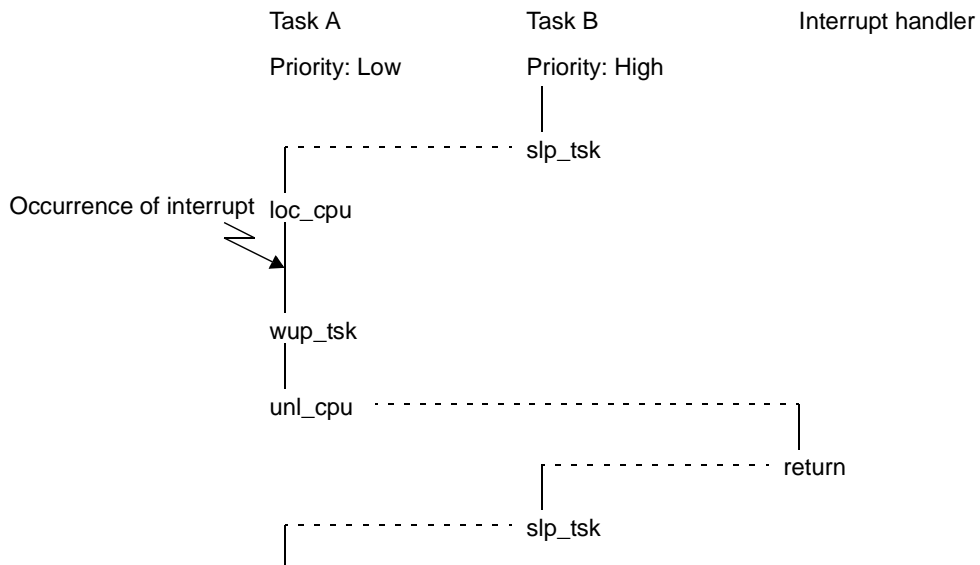 Task A Task B Interrupt handler
Priority: Low Priority: High
slp_tsk
Occurrence of interrupt loc_cpu
wup_tsk
unl_cpu
return
slp_tsk